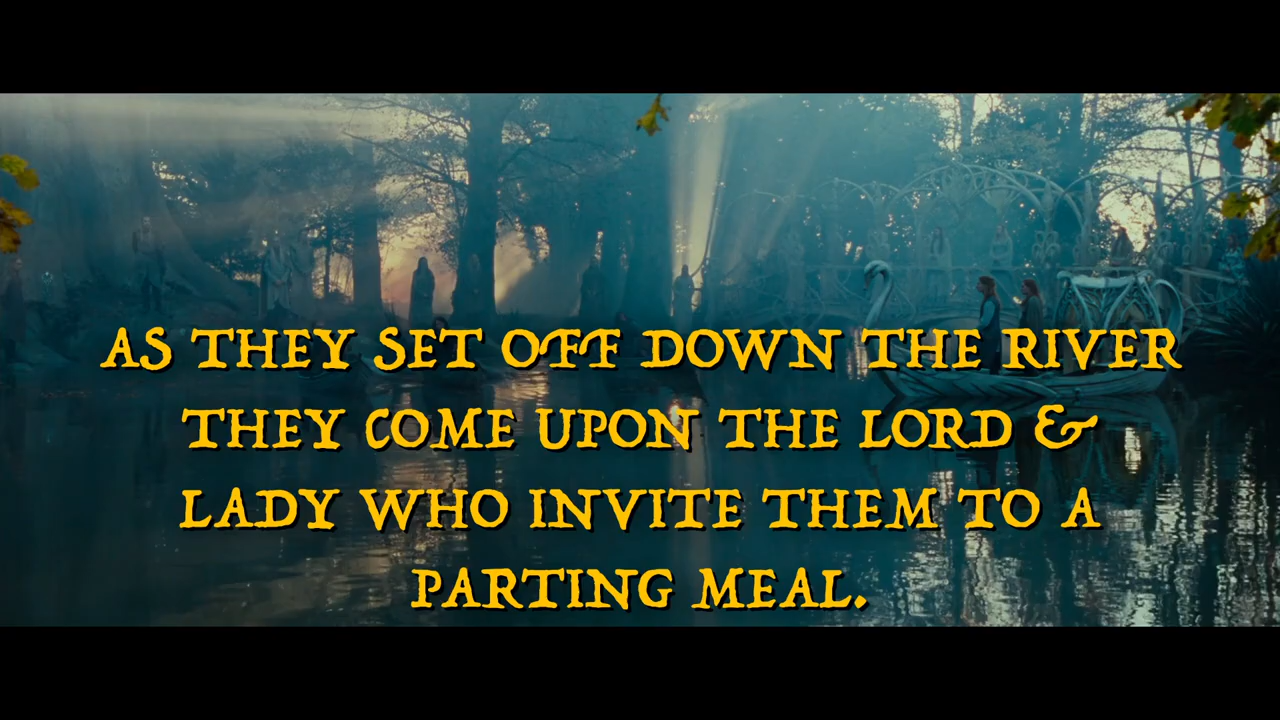 AS THEY SET OFF DOWN THE RIVER
THEY COME UPON THE LORD &
LADY WHO INVITE THEM TO A
PARTING MEAL.